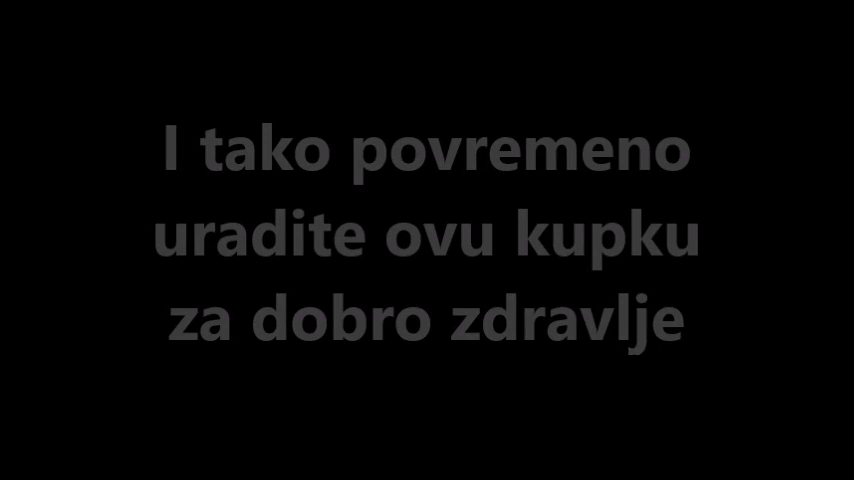 I tako povremeno
uradite ovu kupku
za dobro zdravlje